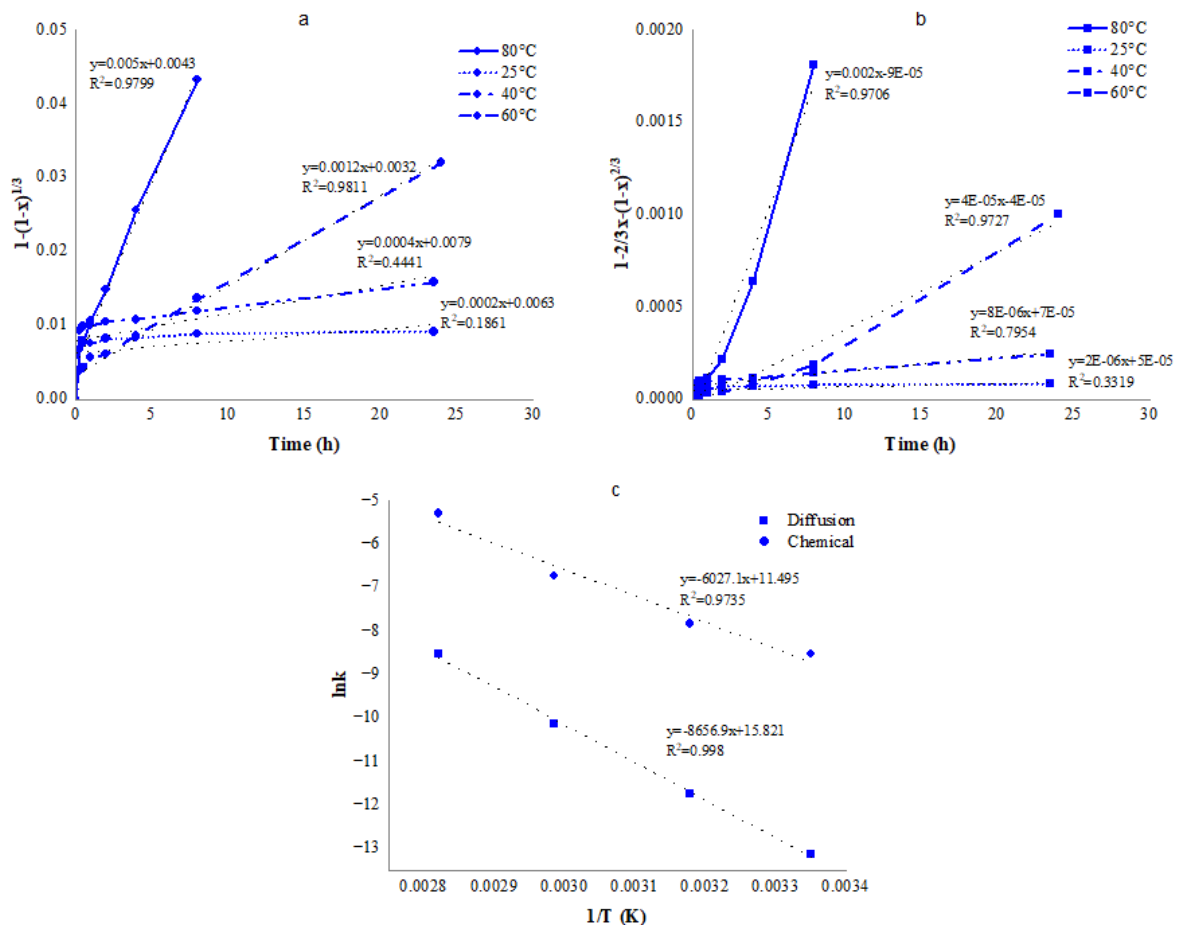 a
1-(1-x)^1/3
0.05
0.04
0.03
0.02
0.01
0.00
0
5
10
15
20
25
30
Time (h)
80°C
25°C
40°C
60°C
y=0.005x+0.0043
R²=0.9799
y=0.0012x+0.0032
R²=0.9811
y=0.0004x+0.0079
R²=0.4441
y=0.0002x+0.0063
R²=0.1861
b
1-2/3x-(1-x)^2/3
0.0020
0.0015
0.0010
0.0005
0.0000
0
5
10
15
20
25
30
Time (h)
80°C
25°C
40°C
60°C
y=0.002x-9E-05
R²=0.9706
y=4E-05x-4E-05
R²=0.9727
y=8E-06x+7E-05
R²=0.7954
y=2E-06x+5E-05
R²=0.3319
c
lnk
−5
−6
−7
−8
−9
−10
−11
−12
−13
0.0028 0.0029 0.0030 0.0031 0.0032 0.0033 0.0034
1/T (K)
Diffusion
Chemical
y=-6027.1x+11.495
R²=0.9735
y=-8656.9x+15.821
R²=0.998